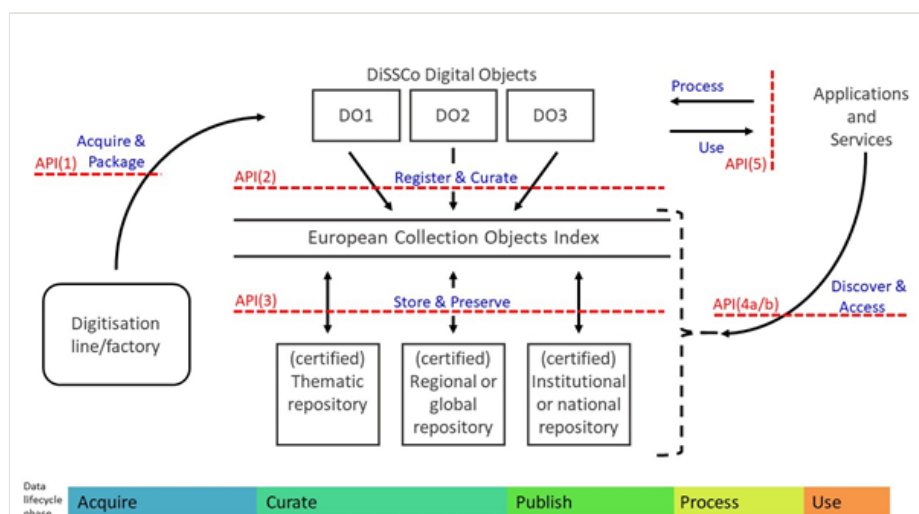 DiSSCo Digital Objects
DO1
DO2
DO3
Process
Use
API(5)
Applications
and
Services
Acquire &
Package
API(1)
API(2)
Register & Curate
European Collection Objects Index
API(3)
Store & Preserve
API(4a/b)
Discover &
Access
Digitisation
line/factory
(certified)
Thematic
repository
(certified)
Regional or
global
repository
(certified)
Institutional
or national
repository
Data
lifecycle
phase
Acquire
Curate
Publish
Process
Use